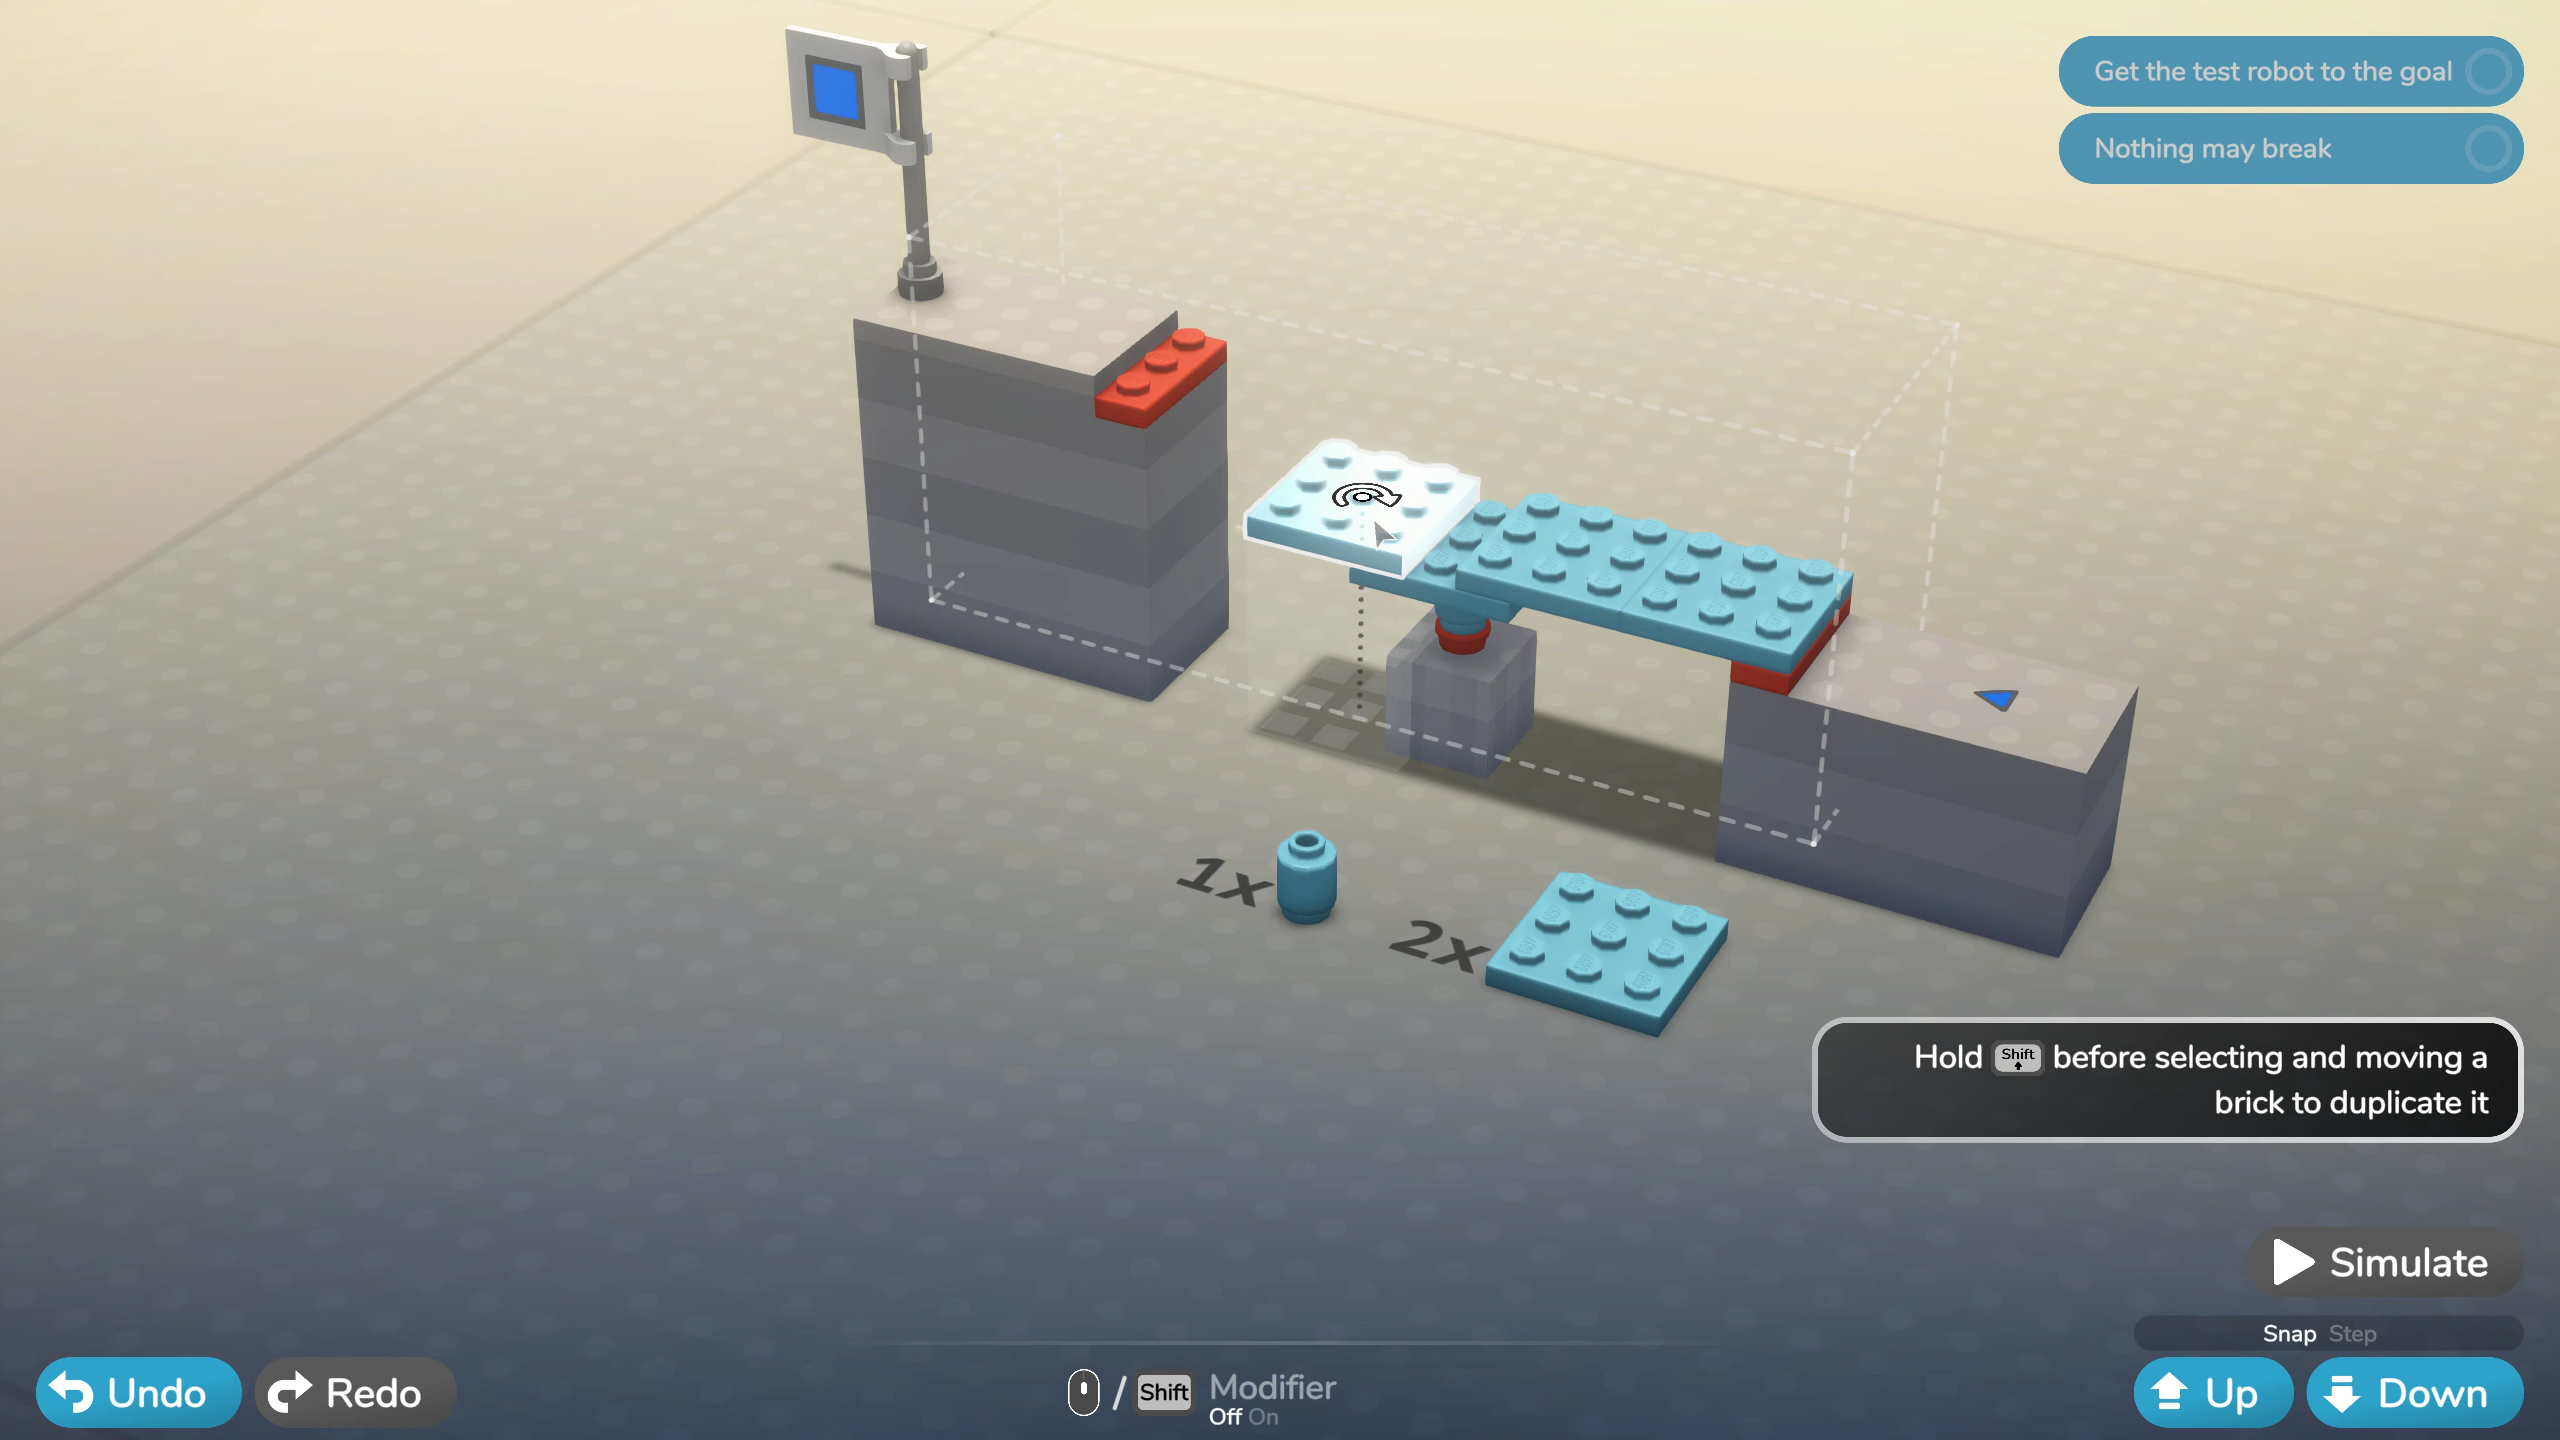 Get the test robot to the goal
Nothing may break
1x
2x
Hold Shift before selecting and moving a
brick to duplicate it
Simulate
Snap Step
Undo
Redo
/ Shift Modifier
Off On
Up
Down